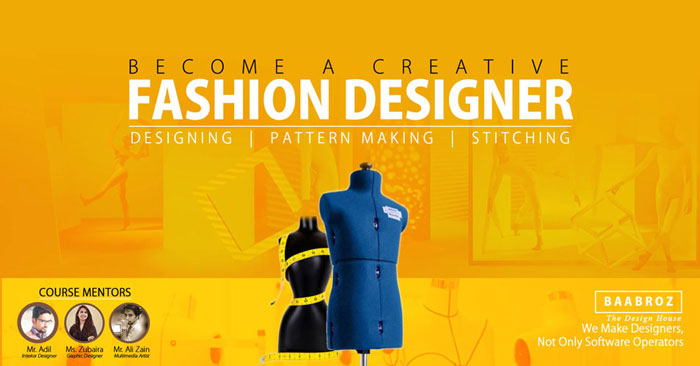 BECOME A CREATIVE
FASHION DESIGNER
DESIGNING | PATTERN MAKING | STITCHING
COURSE MENTORS
Mr. Adil
Interior Designer
Ms. Zubaira
Gaphic Designer
Mr. Ali Zain
Multimedia Artist
BAABROZ
The Design House
We Make Designers,
Not Only Software Operators